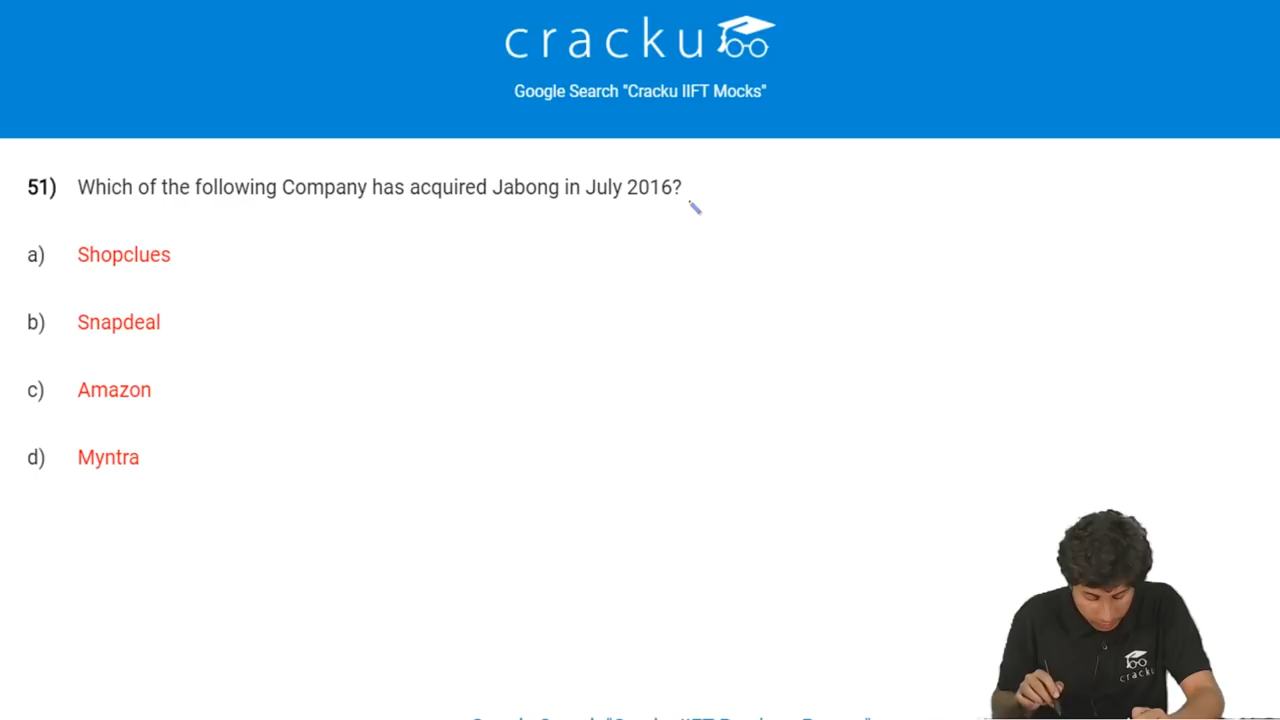 cracku
Google Search "Cracku IIFT Mocks"
51) Which of the following Company has acquired Jabong in July 2016?
a) Shopclues
b) Snapdeal
c) Amazon
d) Myntra
cracku